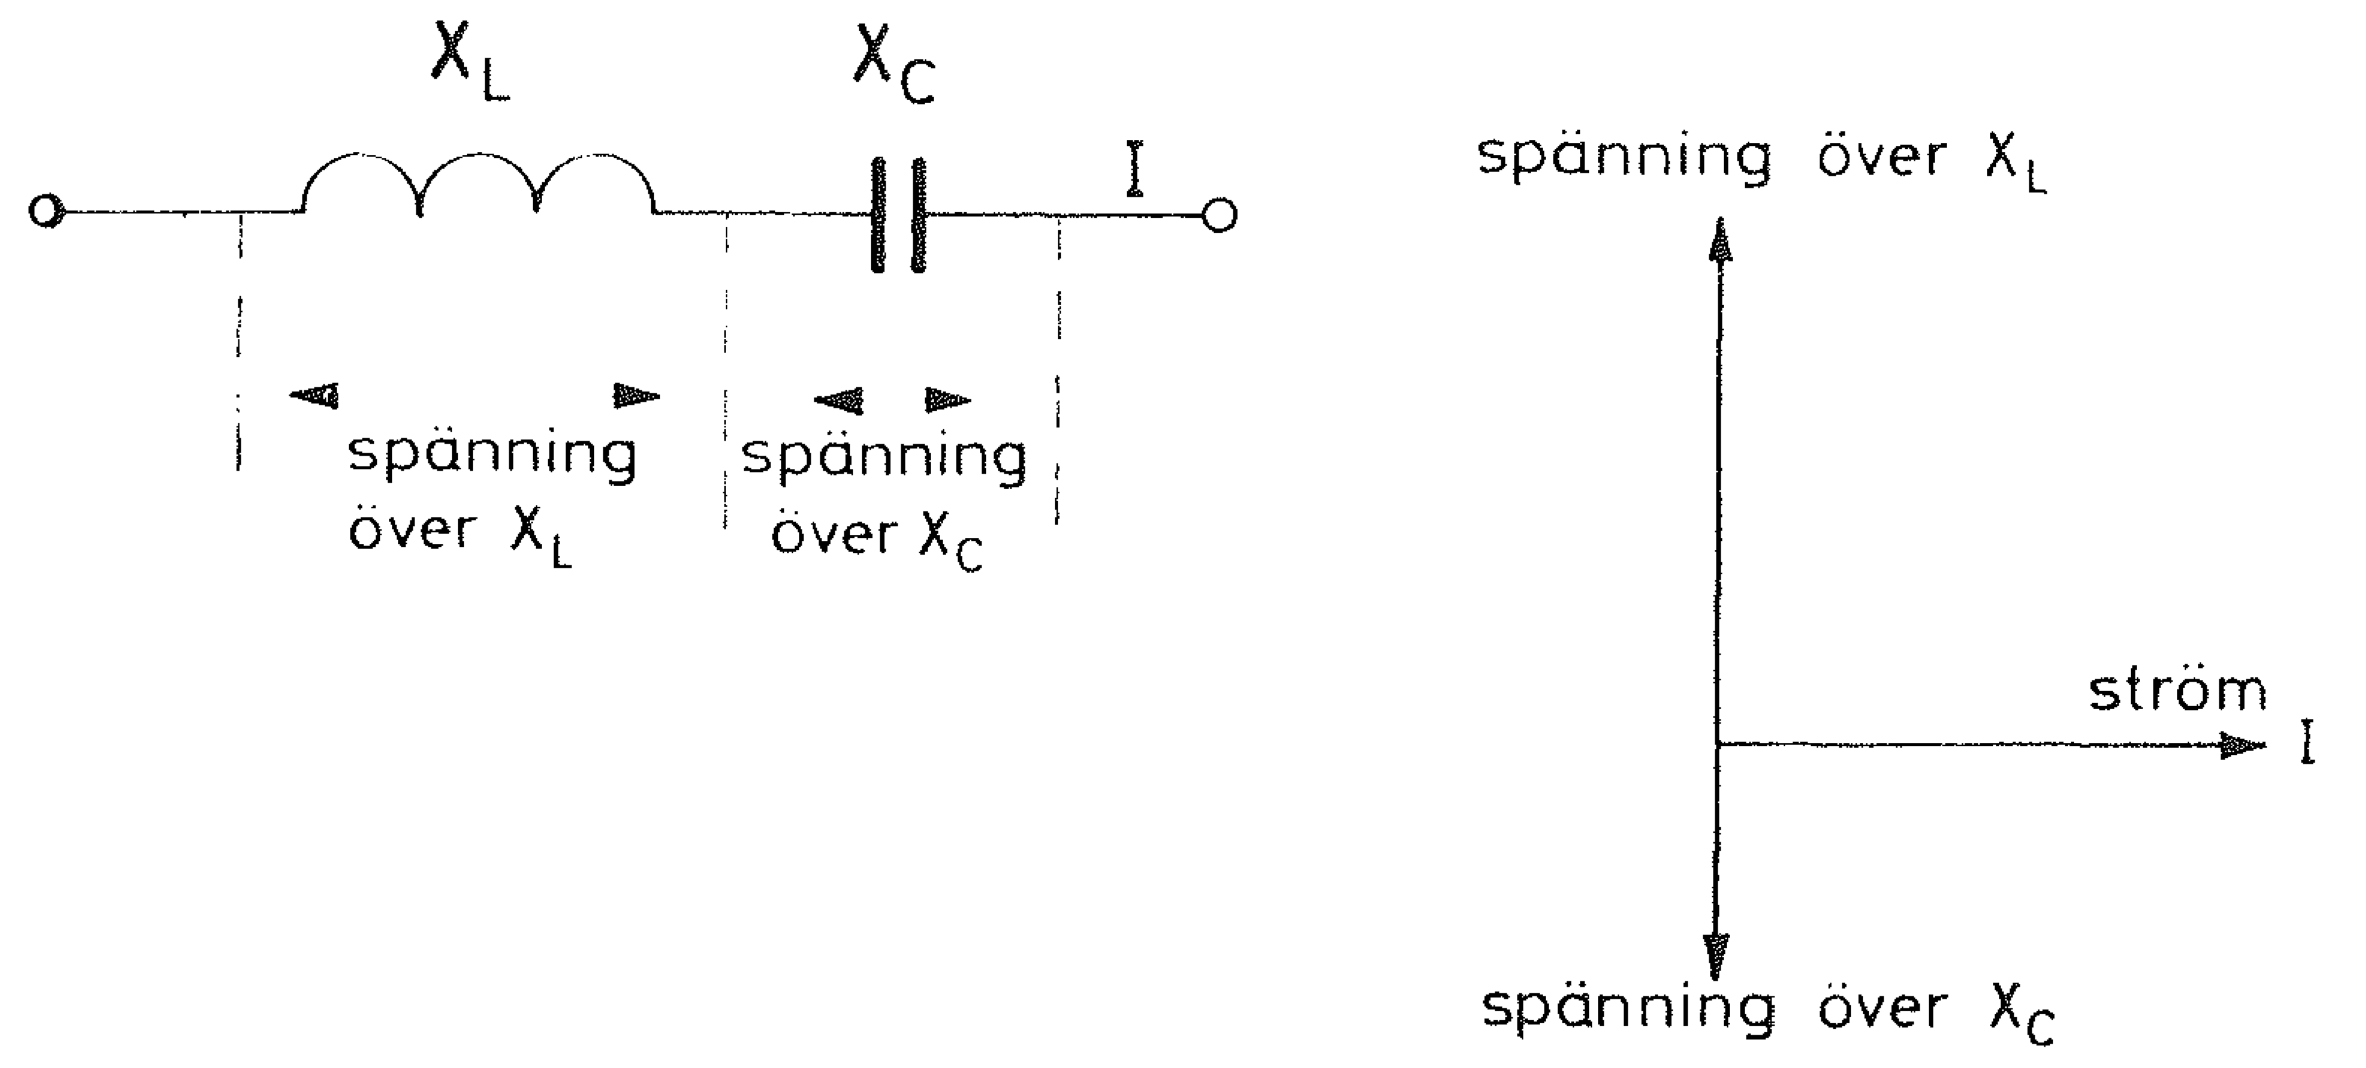 X_L
X_C
I
spänning
över X_L
spänning
över X_C
spänning över X_L
ström
I
spänning över X_C